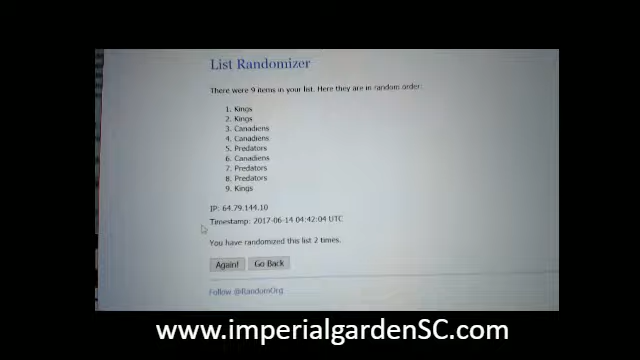 List Randomizer
There were 9 items in your list. Here they are in random order:
1. Kings
2. Kings
3. Canadiens
4. Canadiens
5. Predators
6. Canadiens
7. Predators
8. Predators
9. Kings
IP: 64.79.144.10
Timestamp: 2017-06-14 04:42:04 UTC
You have randomized this list 2 times.
Again! Go Back
Follow @RandomOrg
www.imperialgardenSC.com